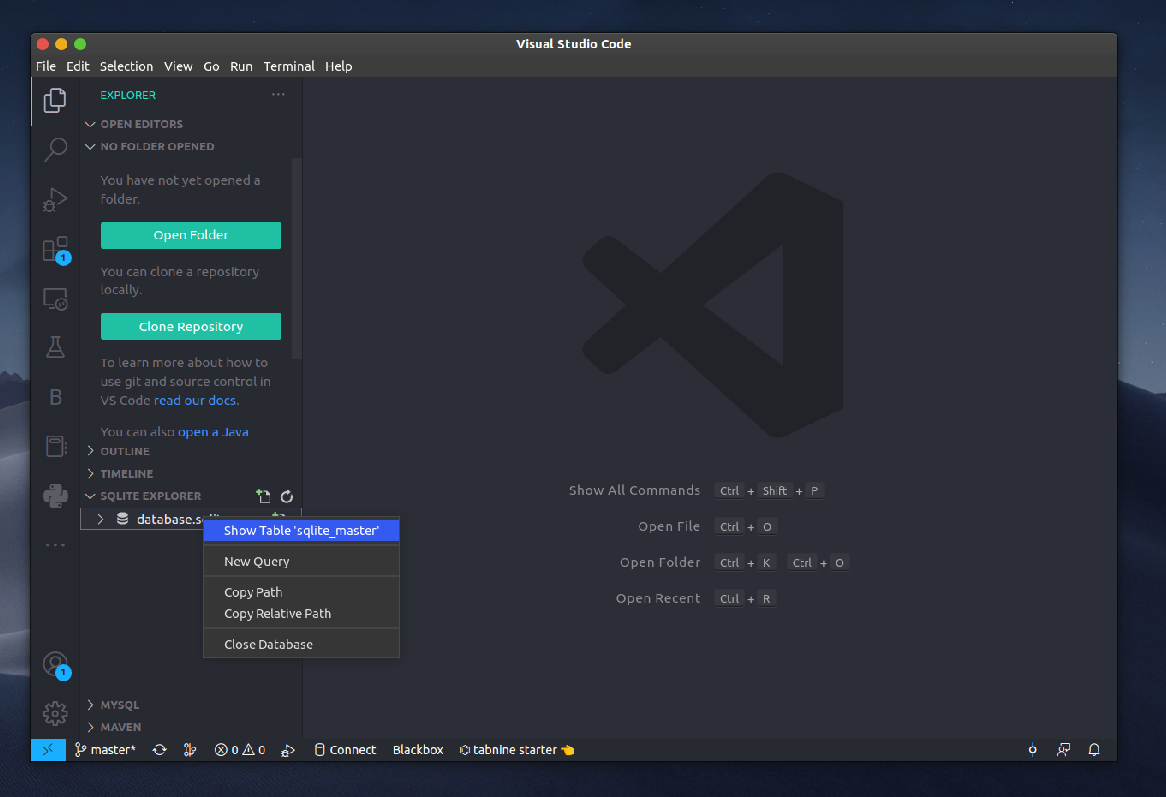 Visual Studio Code
File Edit Selection View Go Run Terminal Help
EXPLORER
OPEN EDITORS
NO FOLDER OPENED
You have not yet opened a
folder.
Open Folder
1
You can clone a repository
locally.
Clone Repository
To learn more about how to
use git and source control in
VS Code read our docs.
B
You can also open a Java
OUTLINE
TIMELINE
SQLITE EXPLORER
Show Table 'sqlite_master'
New Query
Copy Path
Copy Relative Path
Close Database
Show All Commands Ctrl + Shift + P
Open File Ctrl + O
Open Folder Ctrl + K Ctrl + O
Open Recent Ctrl + R
1
MYSQL
MAVEN
master* 0 0 Connect Blackbox tabnine starter 👈